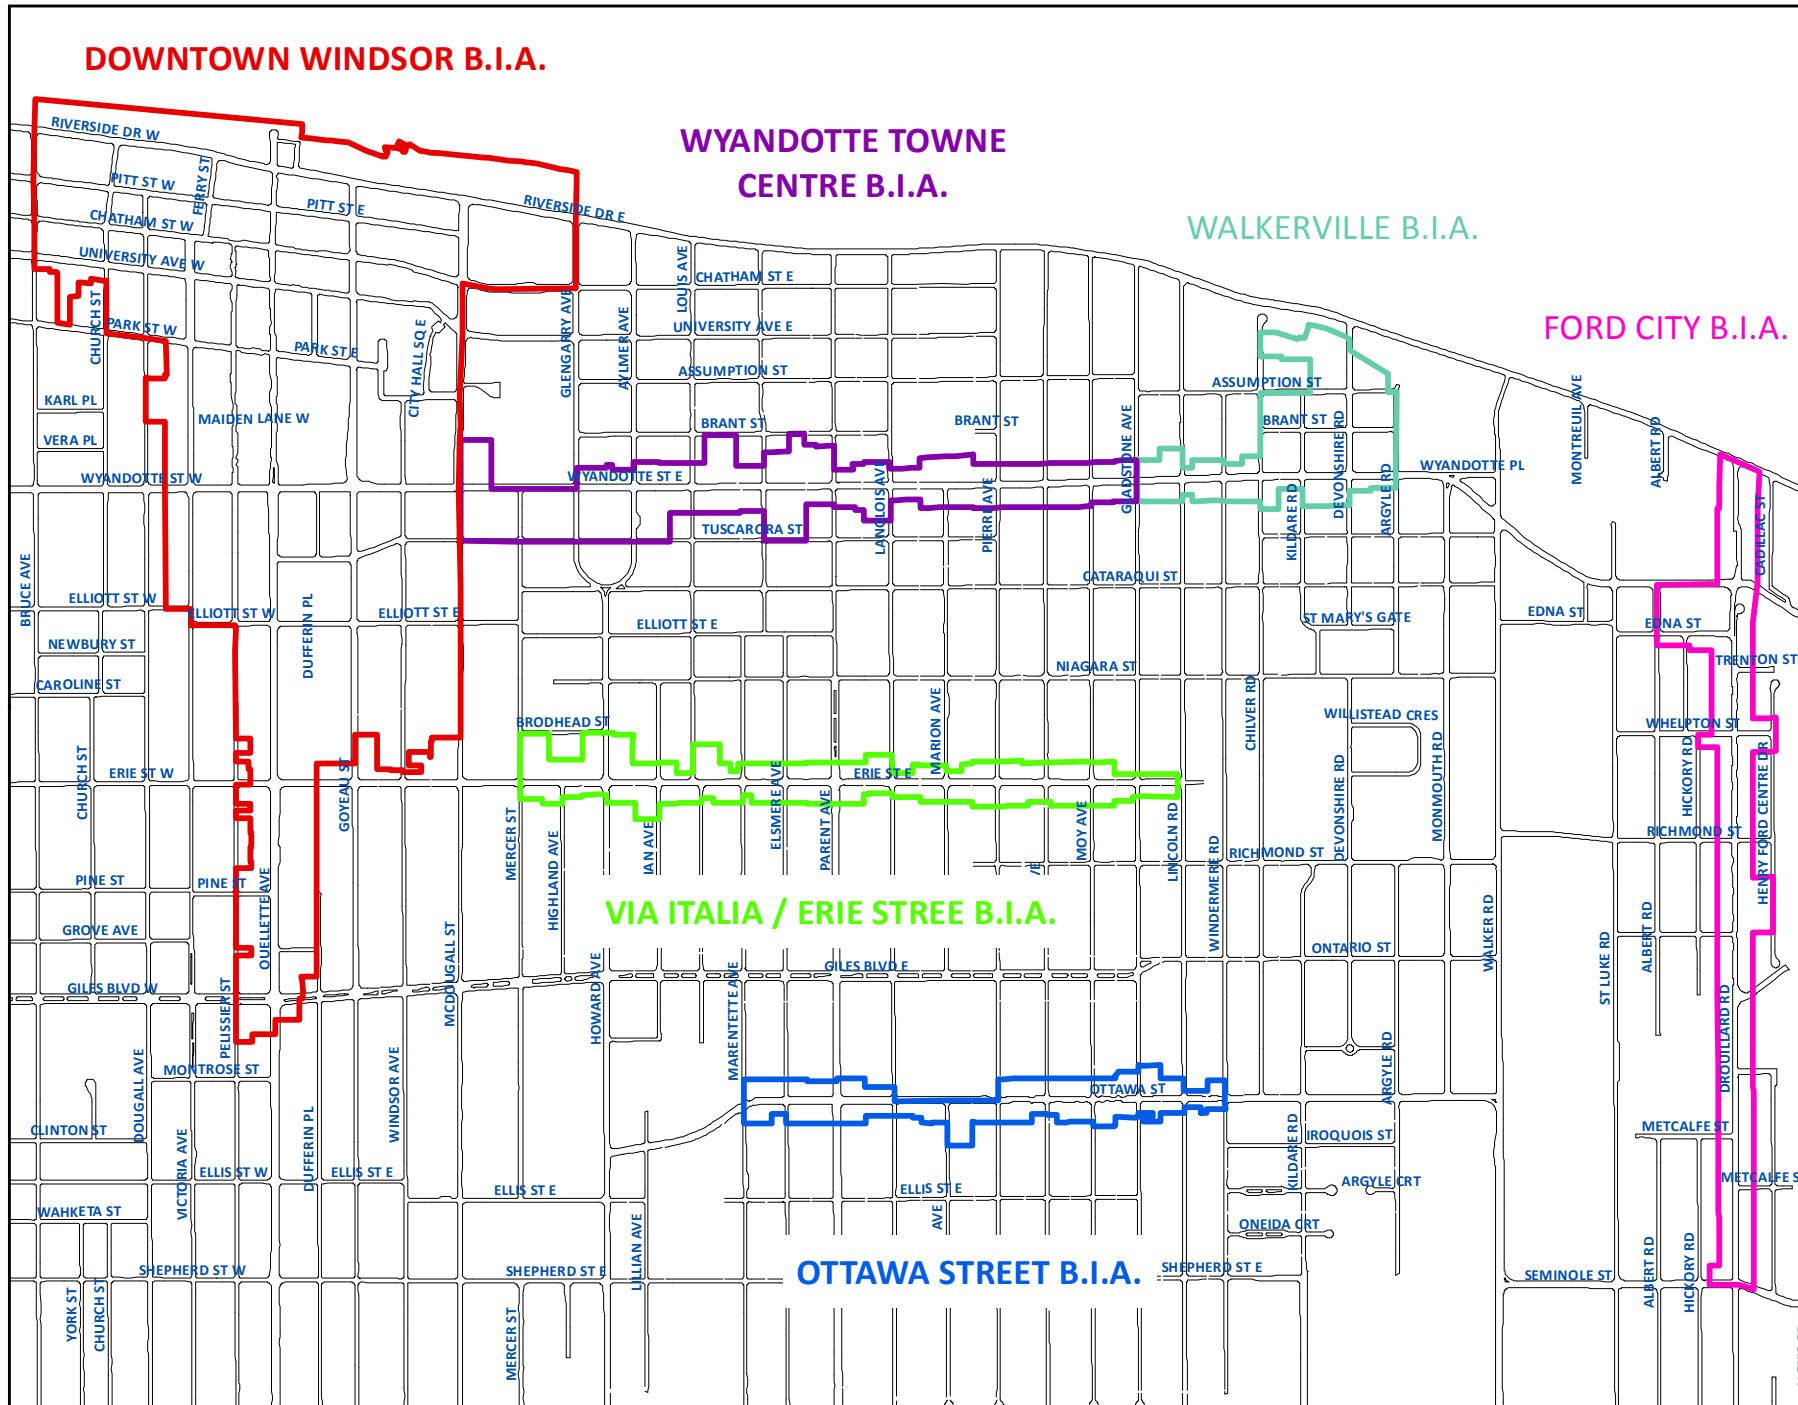 DOWNTOWN WINDSOR B.I.A.
WYANDOTTE TOWNE
CENTRE B.I.A.
WALKERVILLE B.I.A.
FORD CITY B.I.A.
VIA ITALIA / ERIE STREE B.I.A.
OTTAWA STREET B.I.A.
RIVERSIDE DR W
PITT ST W
FERRY ST
PITT ST E
RIVERSIDE DR E
CHATHAM ST W
UNIVERSITY AVE W
LOUIS AVE
CHATHAM ST E
CHURCH ST
PARK ST W
PARK ST E
CITY HALL SQ E
GLENGARRY AVE
AYLMER AVE
UNIVERSITY AVE E
ASSUMPTION ST
ASSUMPTION ST
KARL PL
MAIDEN LANE W
VERA PL
BRANT ST
BRANT ST
BRANT ST
GLADSTONE AVE
DEVONSHIRE RD
MONTREUIL AVE
ALBERT RD
WYANDOTTE ST W
WYANDOTTE ST E
WYANDOTTE PL
LANGLOIS AVE
PIERRE AVE
KILDARE RD
ARGYLE RD
CADILLAC ST
TUSCARORA ST
BRUCE AVE
CATARAQUI ST
ELLIOTT ST W
ELLIOTT ST W
DUFFERIN PL
ELLIOTT ST E
ELLIOTT ST E
ST MARY'S GATE
EDNA ST
EDNA ST
NEWBURY ST
NIAGARA ST
TRENTON ST
CAROLINE ST
BRODHEAD ST
MARION AVE
CHILVER RD
WILLISTEAD CRES
WHELPTON ST
CHURCH ST
ERIE ST W
GOYEAU ST
ERIE ST E
ELSMERE AVE
PARENT AVE
MOY AVE
LINCOLN RD
DEVONSHIRE RD
MONMOUTH RD
HICKORY RD
HENRY FORD CENTRE DR
MERCER ST
HIGHLAND AVE
IAN AVE
VE
RICHMOND ST
RICHMOND ST
PINE ST
PINE ST
OUELLETTE AVE
WINDERMERE RD
WALKER RD
GROVE AVE
ONTARIO ST
ALBERT RD
ST LUKE RD
MCDOUGALL ST
HOWARD AVE
MARENTETTE AVE
GILES BLVD E
GILES BLVD W
PELISSIER ST
DROUILLARD RD
DOUGALL AVE
MONTROSE ST
WINDSOR AVE
OTTAWA ST
ARGYLE RD
CLINTON ST
VICTORIA AVE
DUFFERIN PL
KILDARE RD
IROQUOIS ST
METCALFE ST
ELLIS ST W
ELLIS ST E
ELLIS ST E
ELLIS ST E
ARGYLE CRT
METCALFE S
WAHKETA ST
LILLIAN AVE
AVE
ONEIDA CRT
SHEPHERD ST W
SHEPHERD ST E
SHEPHERD ST E
SEMINOLE ST
ALBERT RD
HICKORY RD
YORK ST
CHURCH ST
MERCER ST